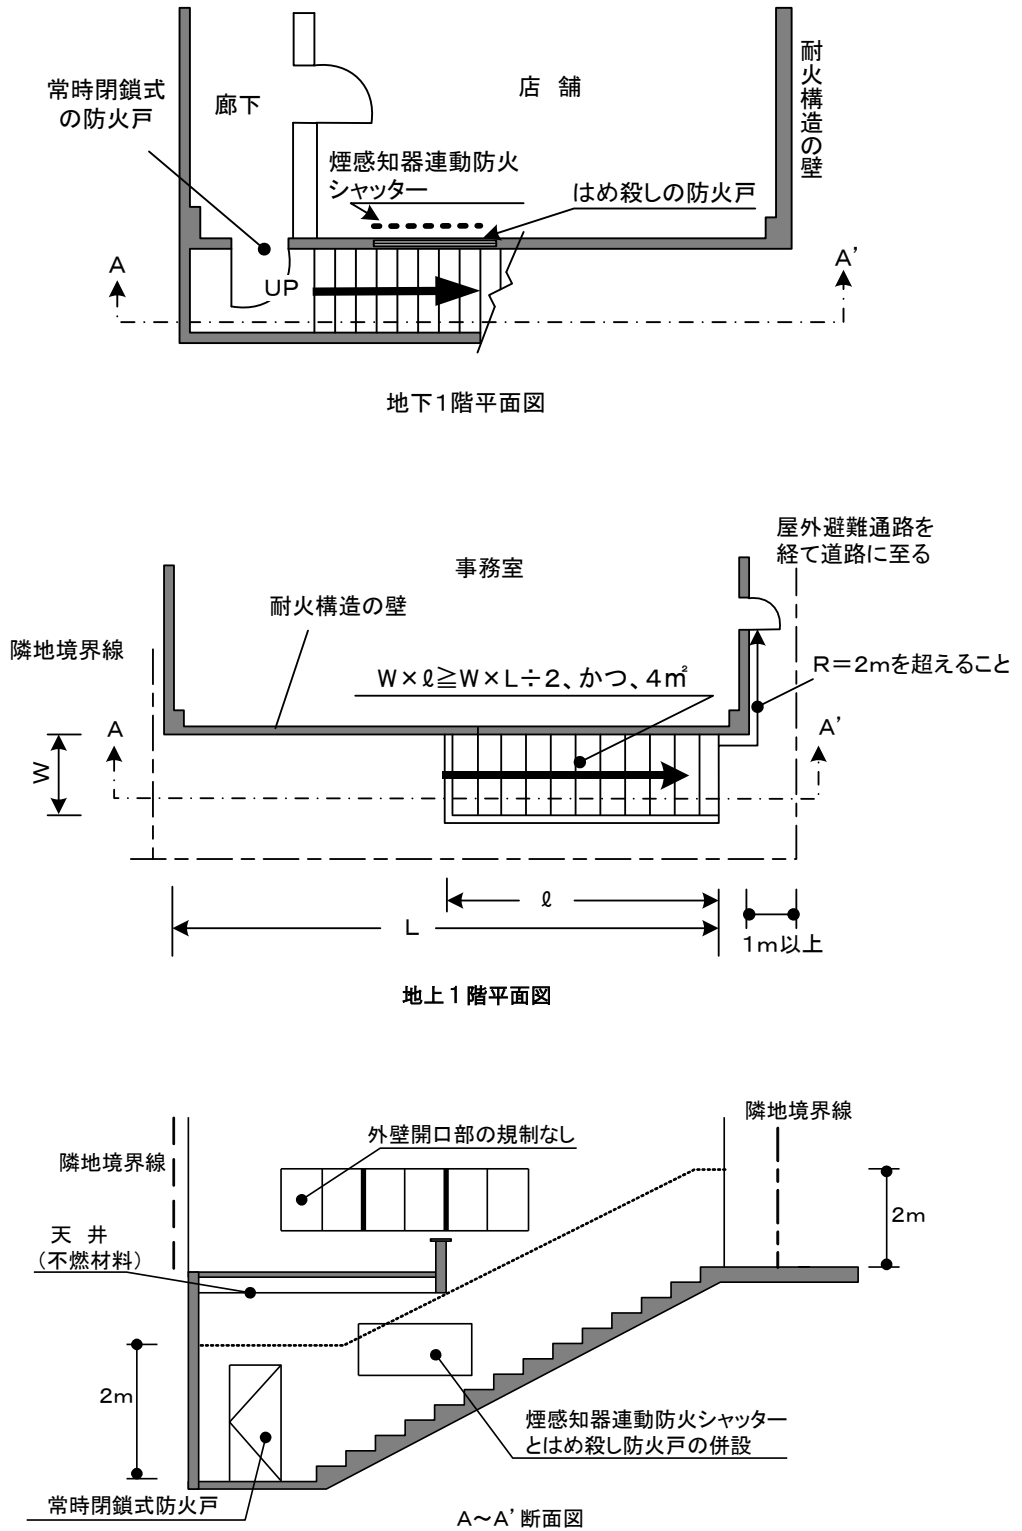 常時閉鎖式
の防火戸
廊下
店 舗
耐火構造の壁
煙感知器連動防火
シャッター
はめ殺しの防火戸
A
A’
UP
地下1階平面図
屋外避難通路を
経て道路に至る
事務室
耐火構造の壁
隣地境界線
W×ℓ≧W×L÷2、かつ、4㎡
R=2mを超えること
A
A’
W
ℓ
L
1m以上
地上1階平面図
隣地境界線
外壁開口部の規制なし
隣地境界線
天 井
(不燃材料)
2m
2m
煙感知器連動防火シャッター
とはめ殺し防火戸の併設
常時閉鎖式防火戸
A~A’断面図